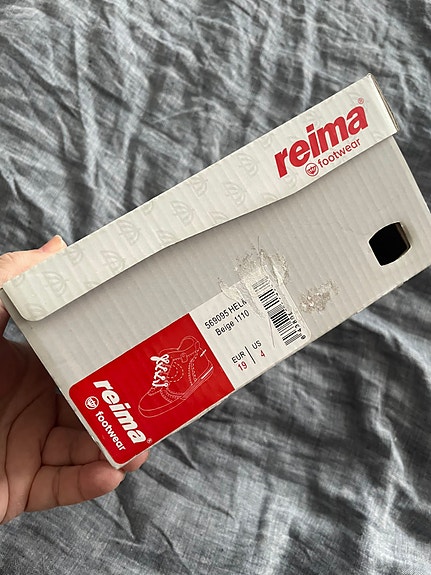 reima®
footwear
569095 HELM
Beige 1110
EUR US
19 4
reima®
footwear